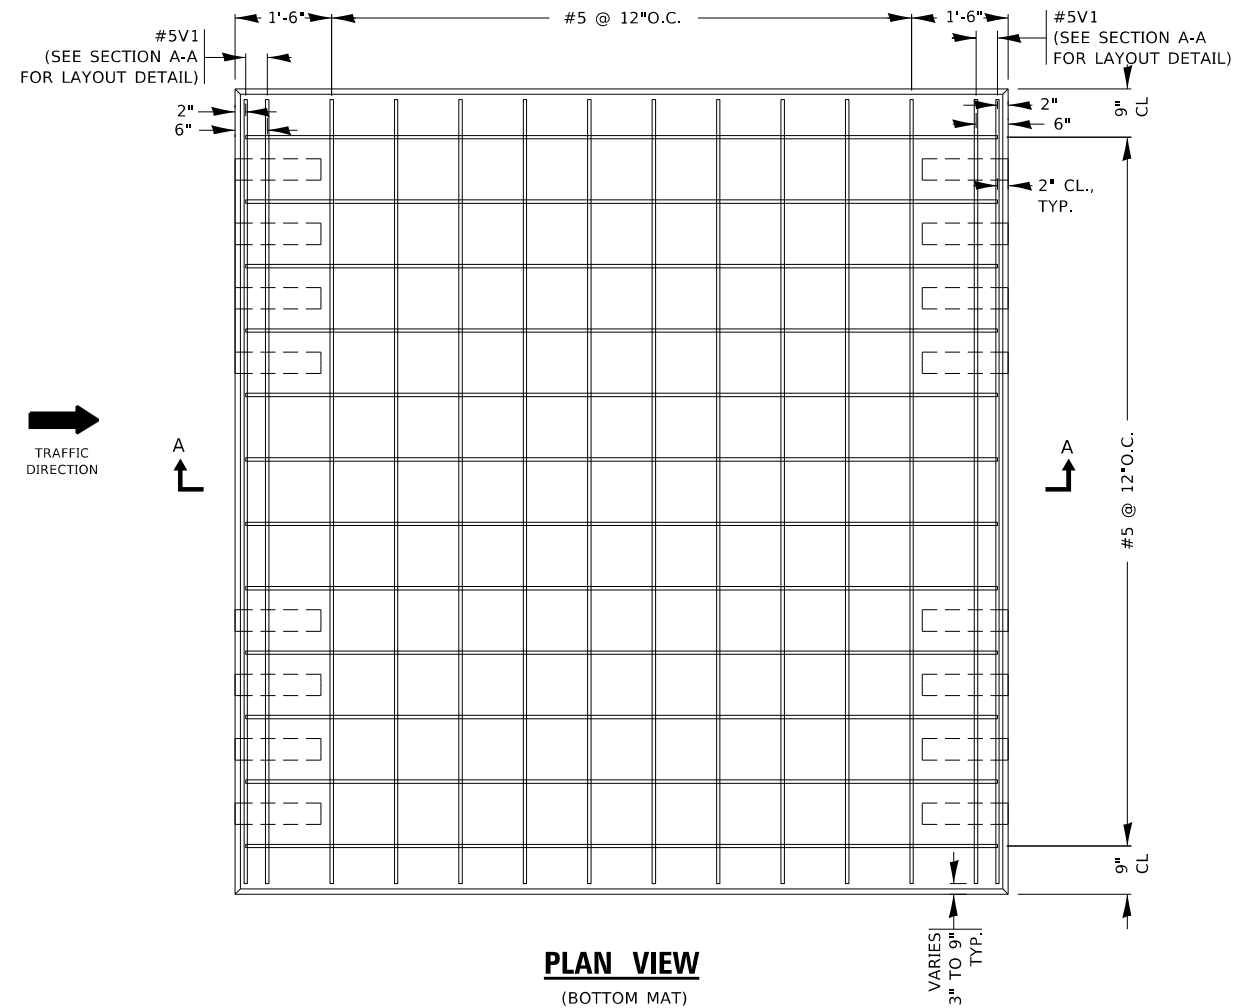 1'-6"
#5 @ 12"O.C.
1'-6"
#5V1
(SEE SECTION A-A
FOR LAYOUT DETAIL)
#5V1
(SEE SECTION A-A
FOR LAYOUT DETAIL)
2"
6"
2"
6"
9"
CL
2" CL.,
TYP.
TRAFFIC
DIRECTION
A
A
#5 @ 12"O.C.
9"
CL
VARIES
3" TO 9"
TYP.
PLAN VIEW
(BOTTOM MAT)